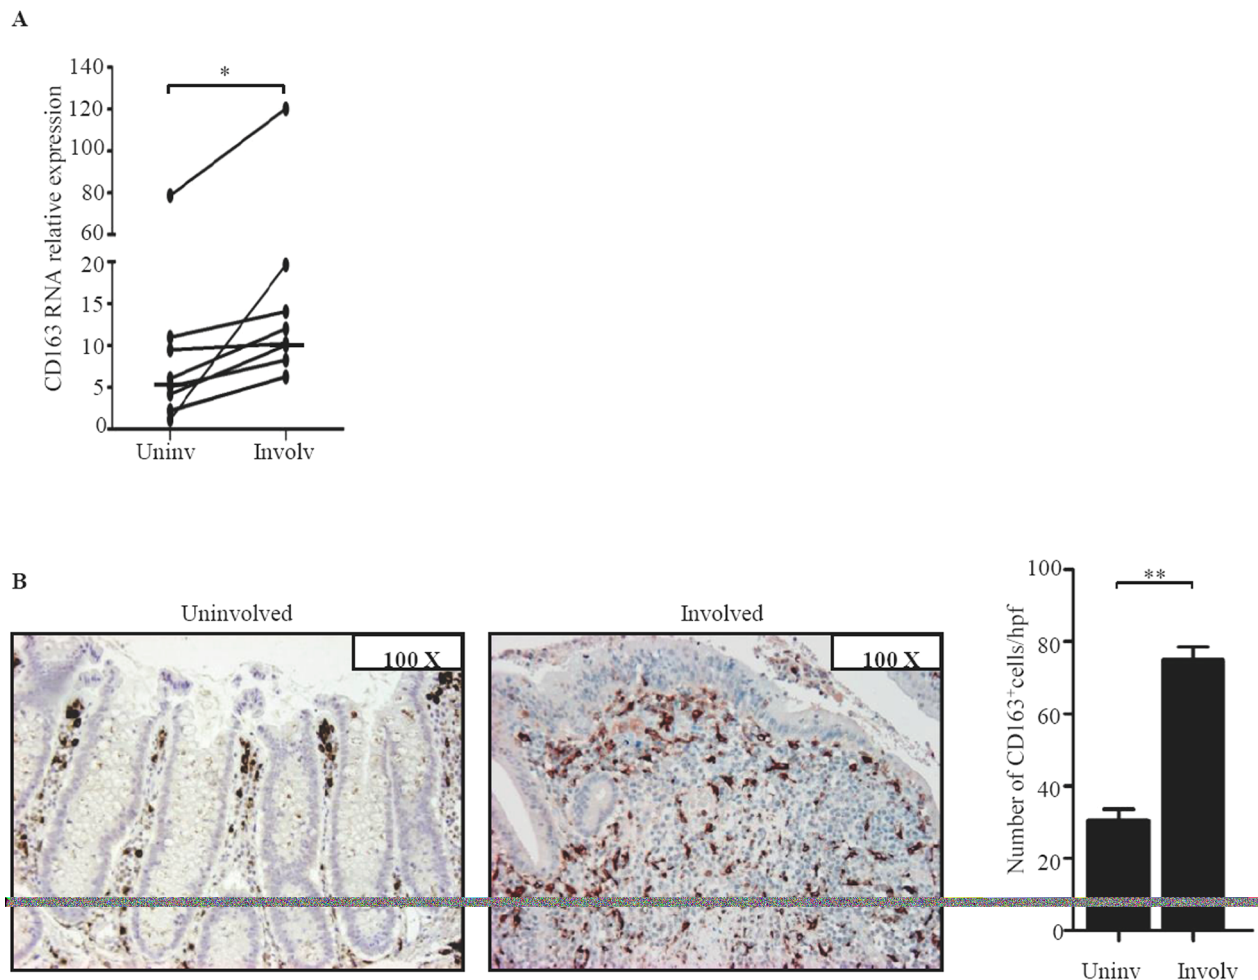 A
*
140
120
100
80
60
20
15
10
5
0
CD163 RNA relative expression
Uninv Involv
B
Uninvolved Involved
100 X 100 X
**
100
80
60
40
20
0
Number of CD163⁺cells/hpf
Uninv Involv